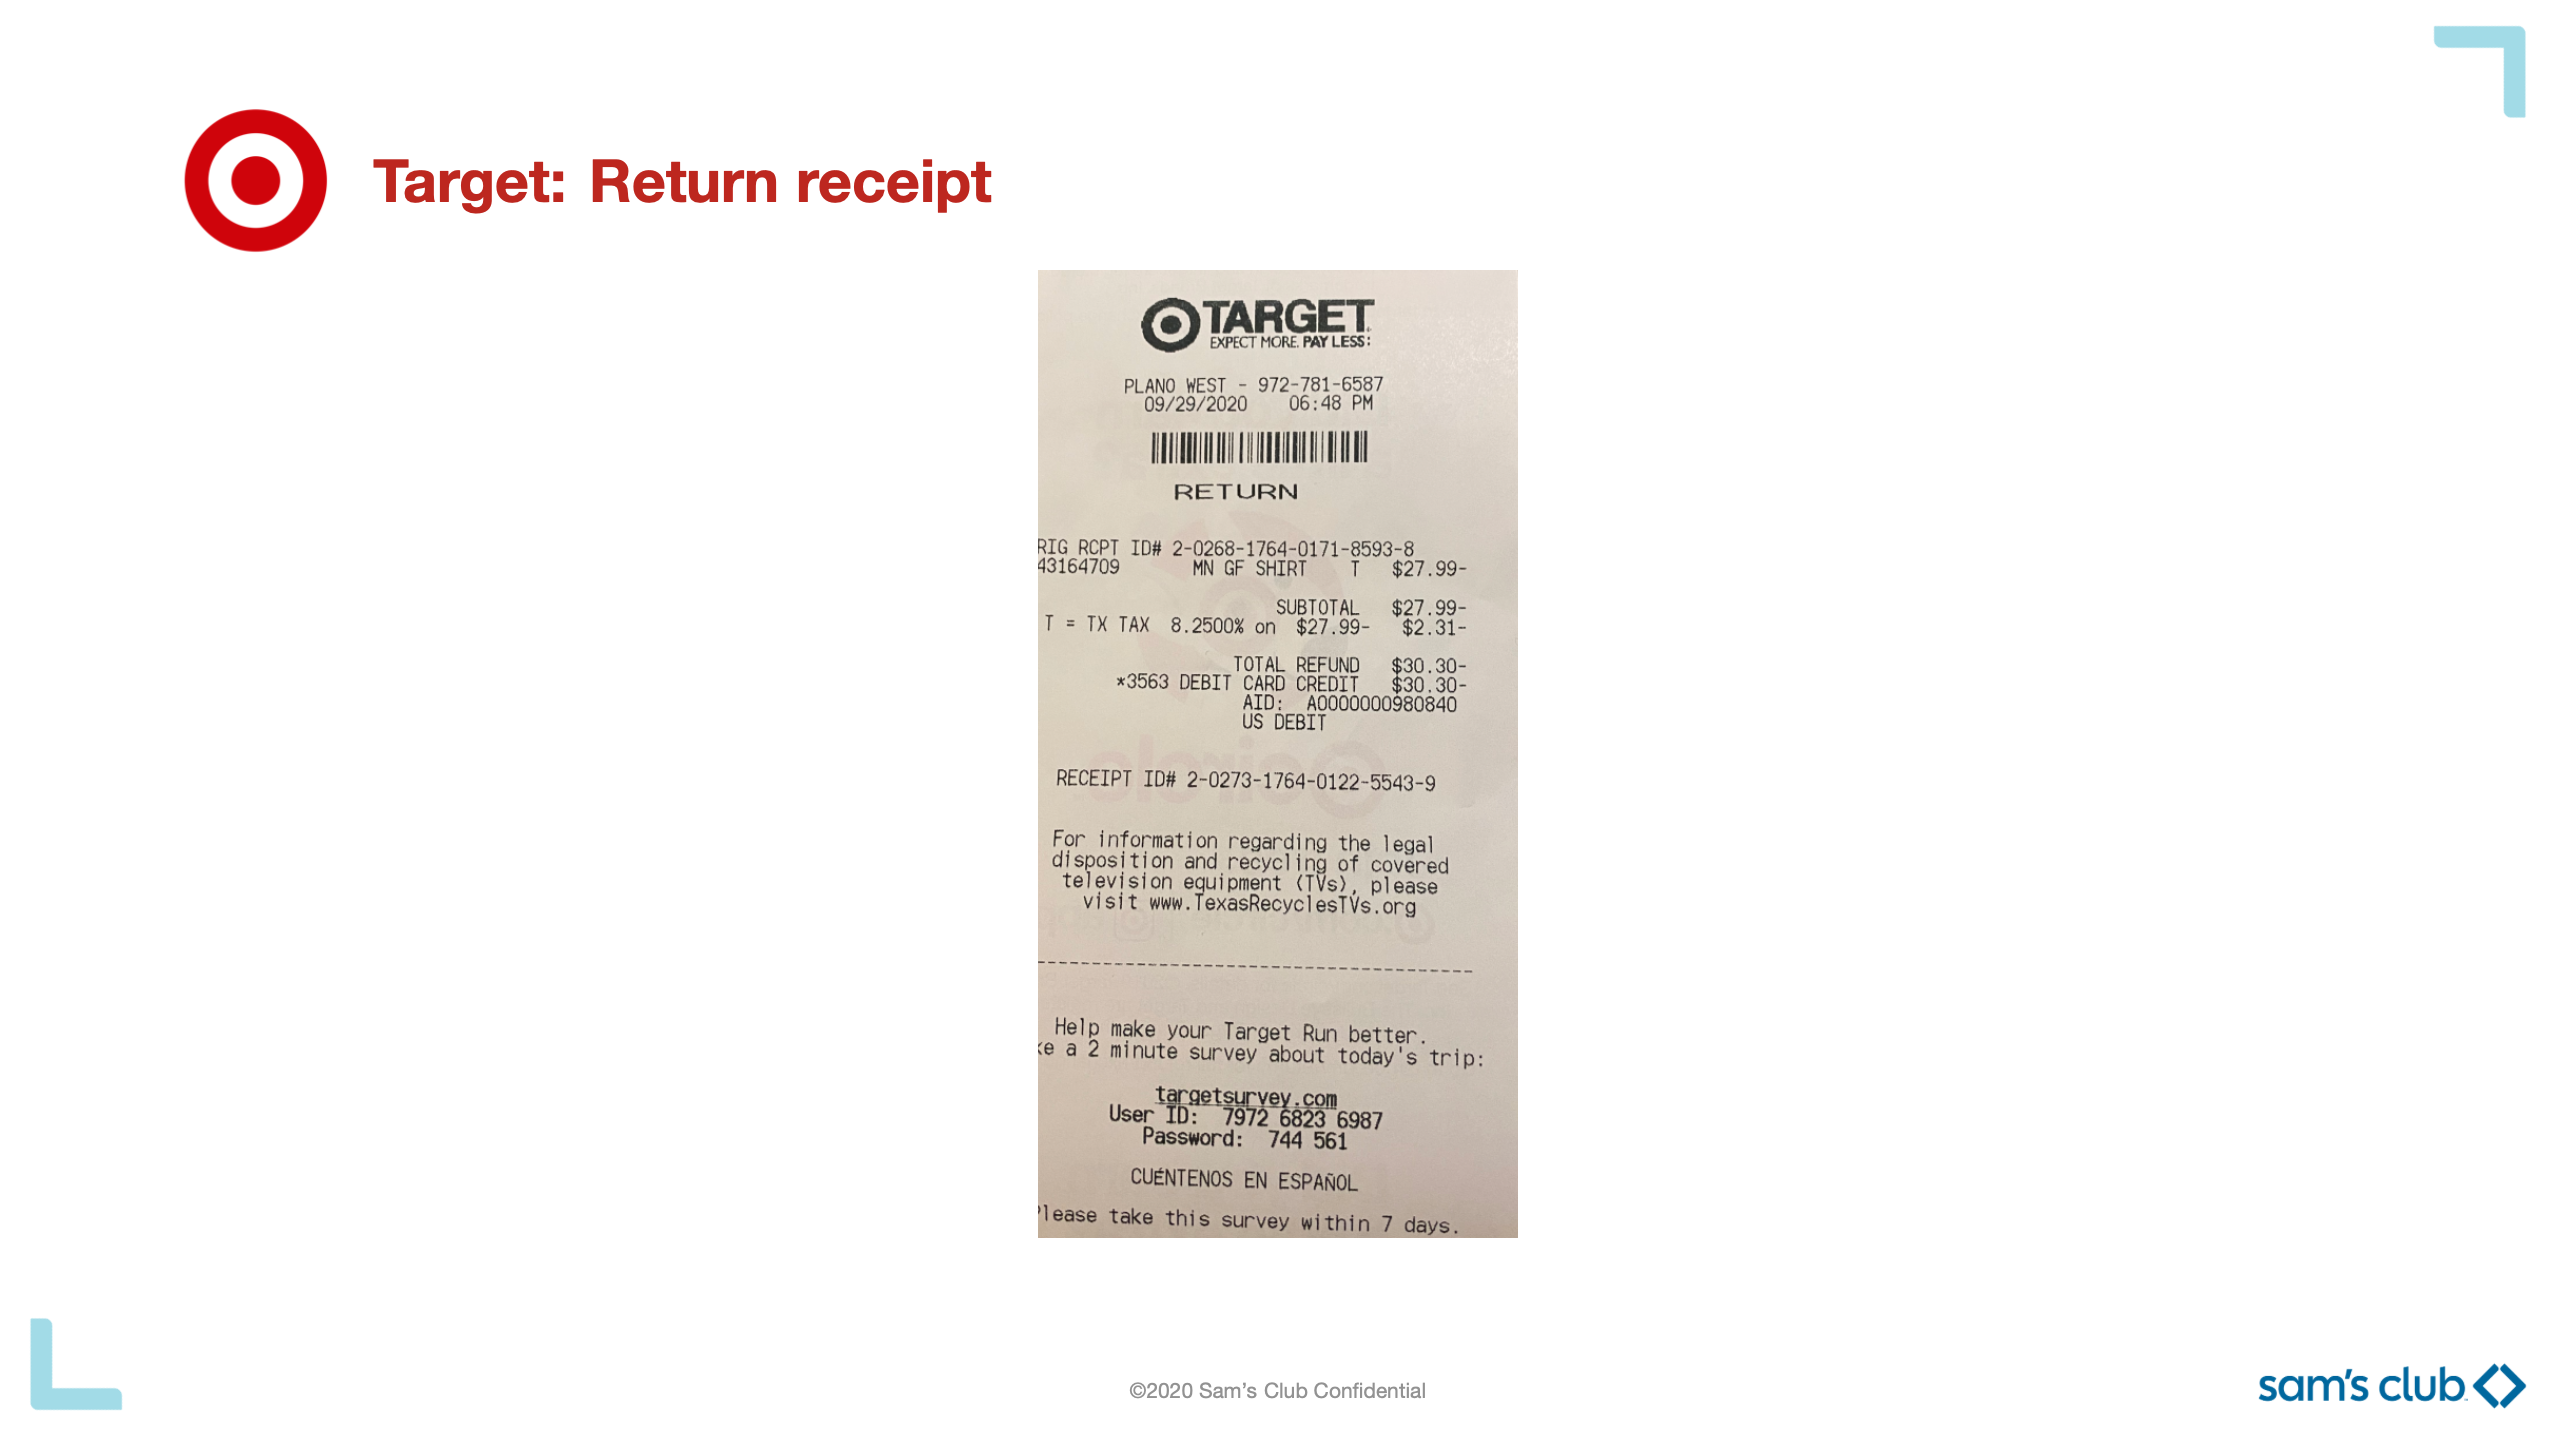 Target: Return receipt
TARGET
EXPECT MORE. PAY LESS.
PLANO WEST - 972-781-6587
09/29/2020 06:48 PM
RETURN
RIG RCPT ID# 2-0268-1764-0171-8593-8
43164709 MN GF SHIRT T $27.99-
SUBTOTAL $27.99-
T = TX TAX 8.2500% on $27.99- $2.31-
TOTAL REFUND $30.30-
*3563 DEBIT CARD CREDIT $30.30-
AID: A0000000980840
US DEBIT
RECEIPT ID# 2-0273-1764-0122-5543-9
For information regarding the legal
disposition and recycling of covered
television equipment (TVs), please
visit www.TexasRecyclesTVs.org
Help make your Target Run better.
ke a 2 minute survey about today's trip:
targetsurvey.com
User ID: 7972 6823 6987
Password: 744 561
CUÉNTENOS EN ESPAÑOL
Please take this survey within 7 days.
©2020 Sam's Club Confidential
sam's club